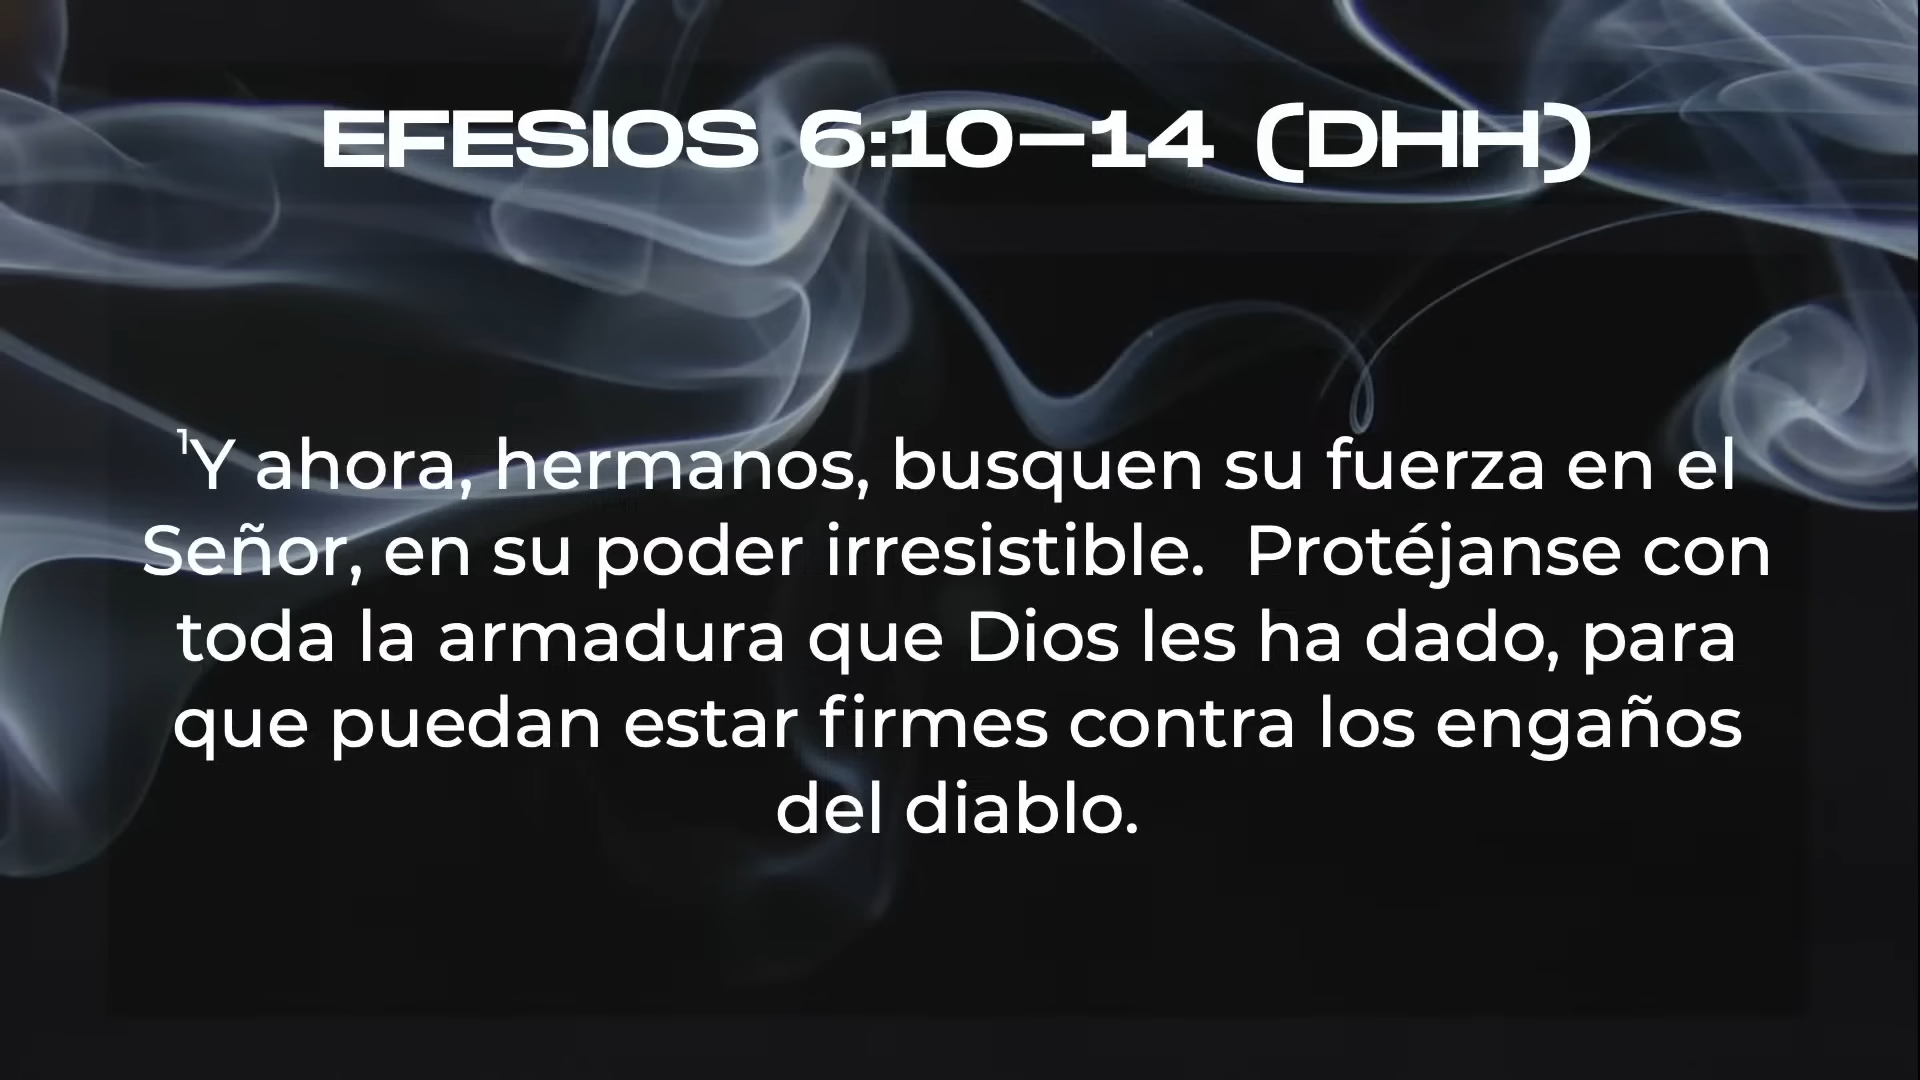 EFESIOS 6:10–14 (DHH)
¹Y ahora, hermanos, busquen su fuerza en el
Señor, en su poder irresistible.  Protéjanse con
toda la armadura que Dios les ha dado, para
que puedan estar firmes contra los engaños
del diablo.